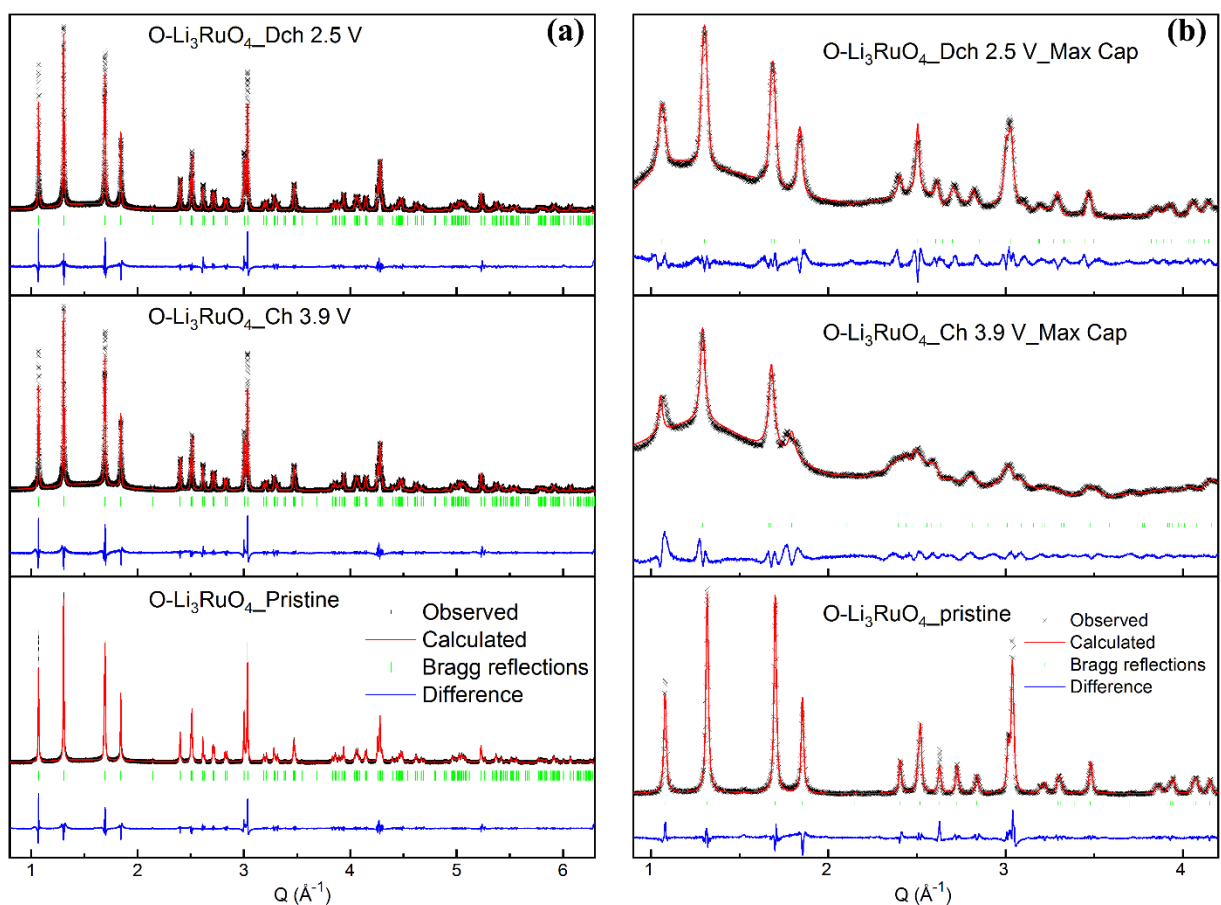 O-Li₃RuO₄_Dch 2.5 V
(a)
O-Li₃RuO₄_Ch 3.9 V
O-Li₃RuO₄_Pristine
Observed
Calculated
Bragg reflections
Difference
1 2 3 4 5 6
Q (Å⁻¹)
(b)
O-Li₃RuO₄_Dch 2.5 V_Max Cap
O-Li₃RuO₄_Ch 3.9 V_Max Cap
O-Li₃RuO₄_pristine
Observed
Calculated
Bragg reflections
Difference
2 3 4
Q (Å⁻¹)